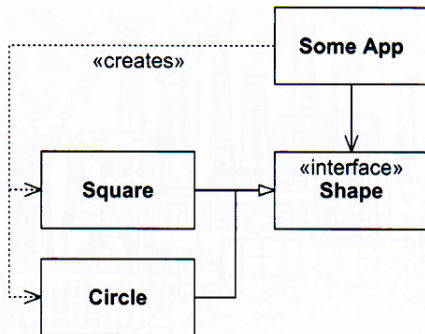 Some App
«creates»
«interface»
Shape
Square
Circle